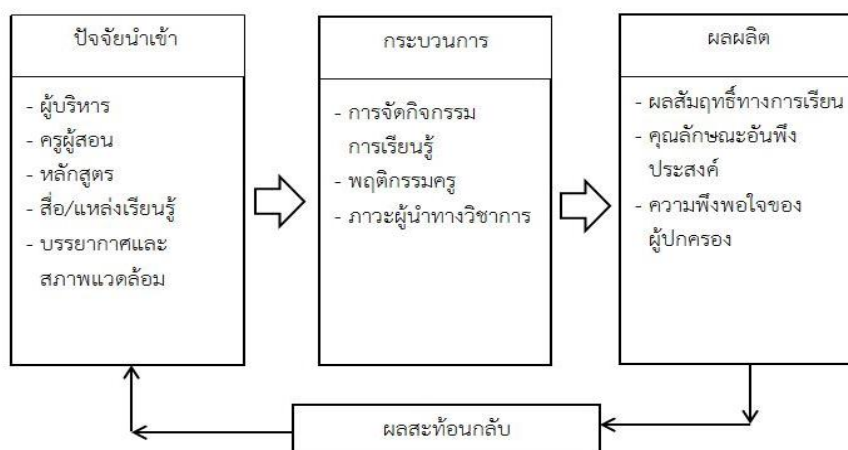 ปัจจัยนำเข้า
- ผู้บริหาร
- ครูผู้สอน
- หลักสูตร
- สื่อ/แหล่งเรียนรู้
- บรรยากาศและ
สภาพแวดล้อม
กระบวนการ
- การจัดกิจกรรม
การเรียนรู้
- พฤติกรรมครู
- ภาวะผู้นำทางวิชาการ
ผลผลิต
- ผลสัมฤทธิ์ทางการเรียน
- คุณลักษณะอันพึง
ประสงค์
- ความพึงพอใจของ
ผู้ปกครอง
ผลสะท้อนกลับ